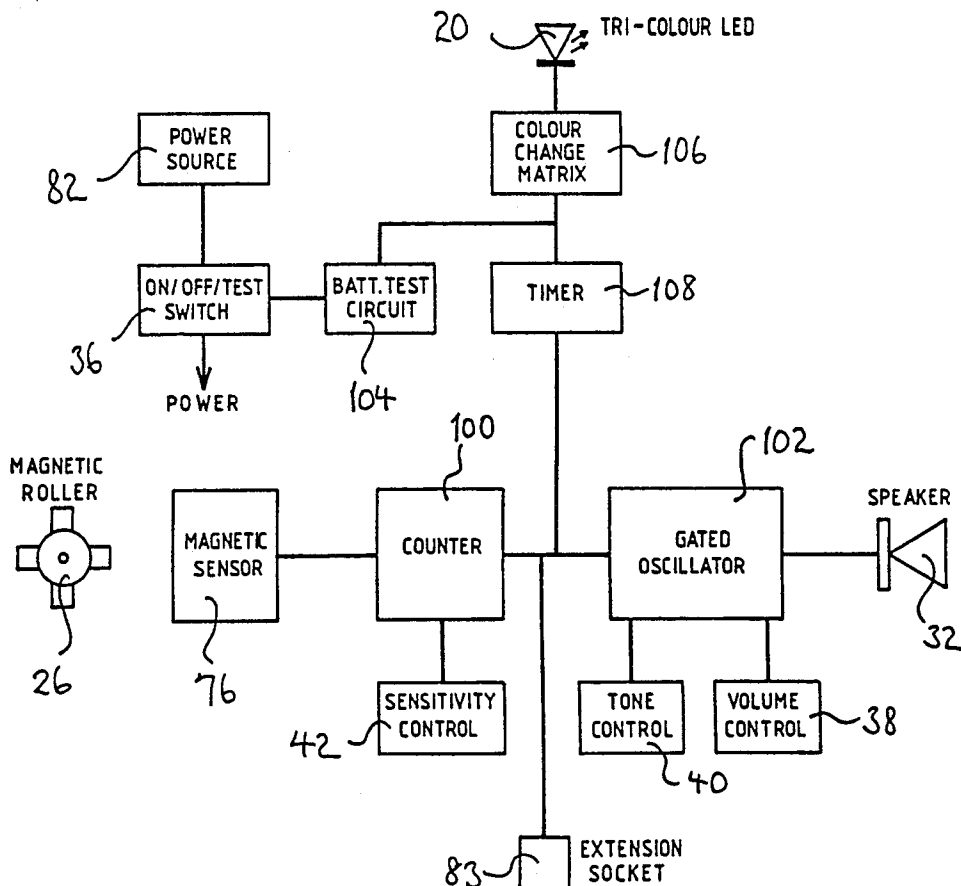 20
TRI-COLOUR LED
POWER
SOURCE
82
COLOUR
CHANGE
MATRIX
106
ON/OFF/TEST
SWITCH
36
BATT.TEST
CIRCUIT
104
TIMER
108
POWER
100
102
MAGNETIC
ROLLER
26
MAGNETIC
SENSOR
76
COUNTER
GATED
OSCILLATOR
SPEAKER
32
SENSITIVITY
CONTROL
42
TONE
CONTROL
40
VOLUME
CONTROL
38
83
EXTENSION
SOCKET